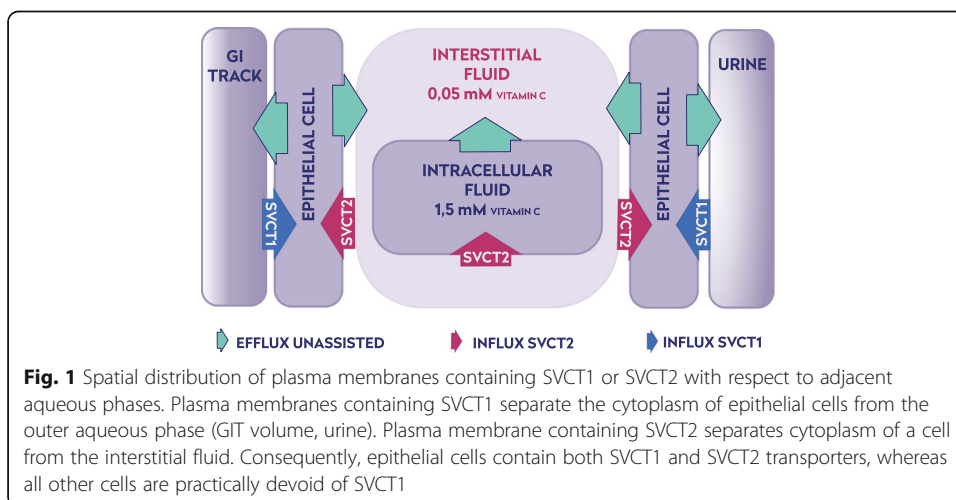 GI
TRACK
EPITHELIAL CELL
SVCT1
SVCT2
INTERSTITIAL
FLUID
0,05 mM VITAMIN C
INTRACELLULAR
FLUID
1,5 mM VITAMIN C
SVCT2
EPITHELIAL CELL
SVCT2
SVCT1
URINE
EFFLUX UNASSISTED
INFLUX SVCT2
INFLUX SVCT1
Fig. 1 Spatial distribution of plasma membranes containing SVCT1 or SVCT2 with respect to adjacent
aqueous phases. Plasma membranes containing SVCT1 separate the cytoplasm of epithelial cells from the
outer aqueous phase (GIT volume, urine). Plasma membrane containing SVCT2 separates cytoplasm of a cell
from the interstitial fluid. Consequently, epithelial cells contain both SVCT1 and SVCT2 transporters, whereas
all other cells are practically devoid of SVCT1